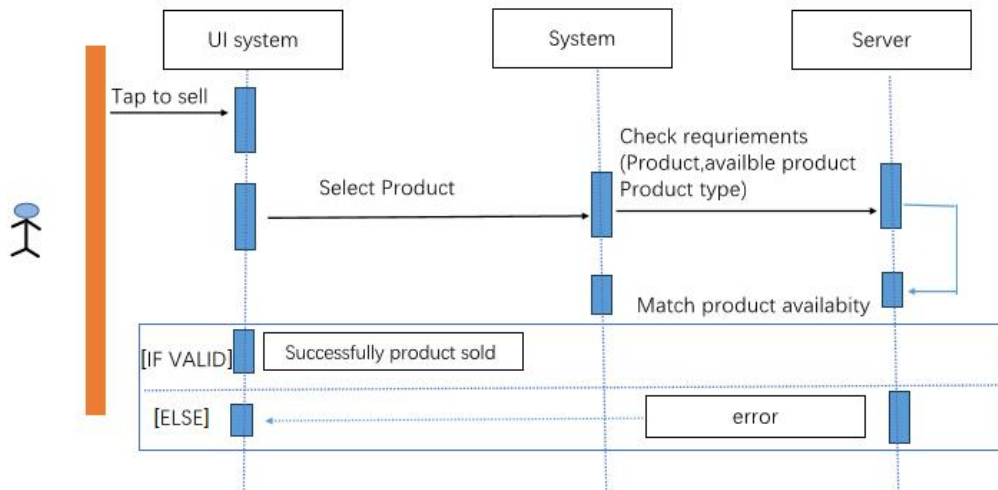 UI system
System
Server
Tap to sell
Check requriements
(Product,availble product
Product type)
Select Product
Match product availabity
[IF VALID]
Successfully product sold
[ELSE]
error